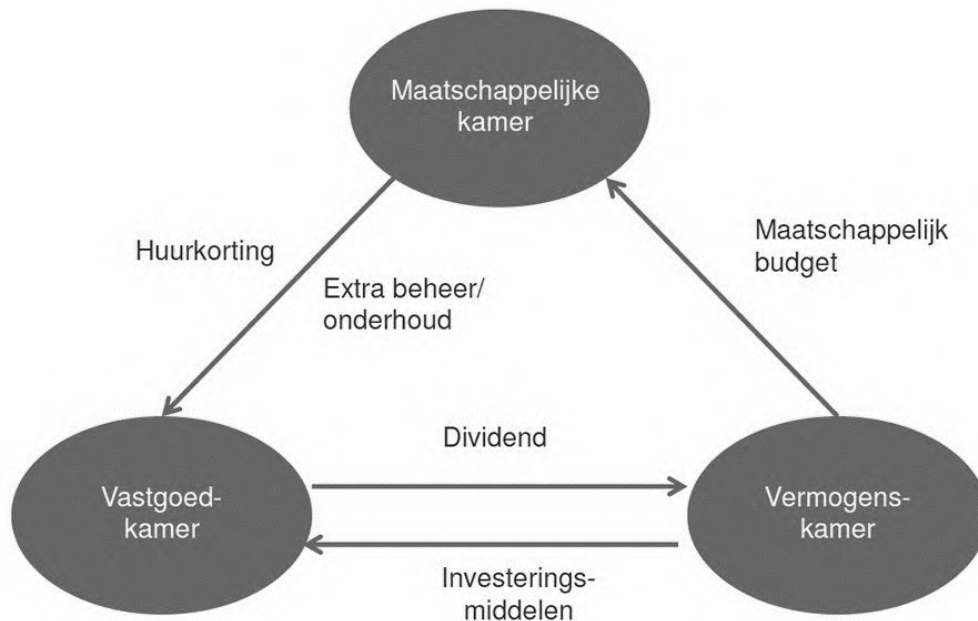 Maatschappelijke
kamer
Huurkorting
Maatschappelijk
budget
Extra beheer/
onderhoud
Dividend
Vastgoed-
kamer
Vermogens-
kamer
Investerings-
middelen